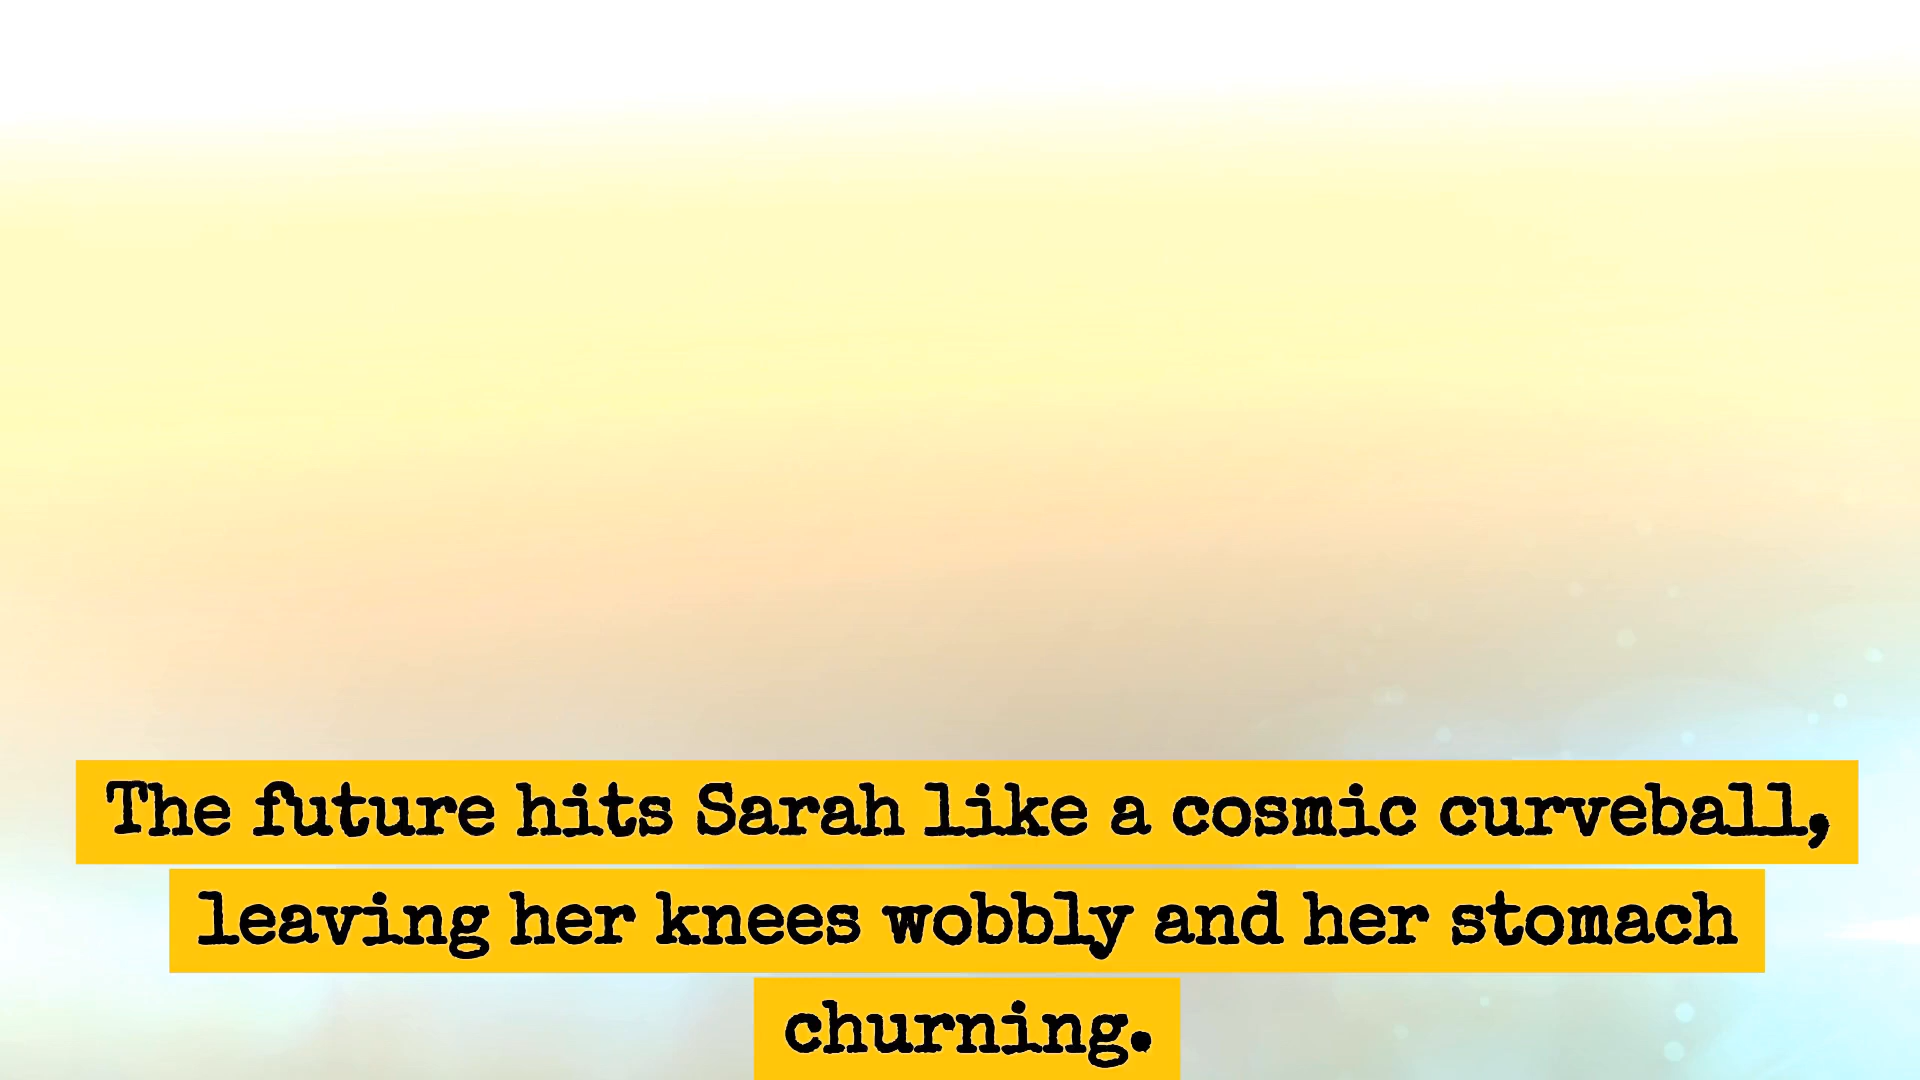 The future hits Sarah like a cosmic curveball,
leaving her knees wobbly and her stomach
churning.